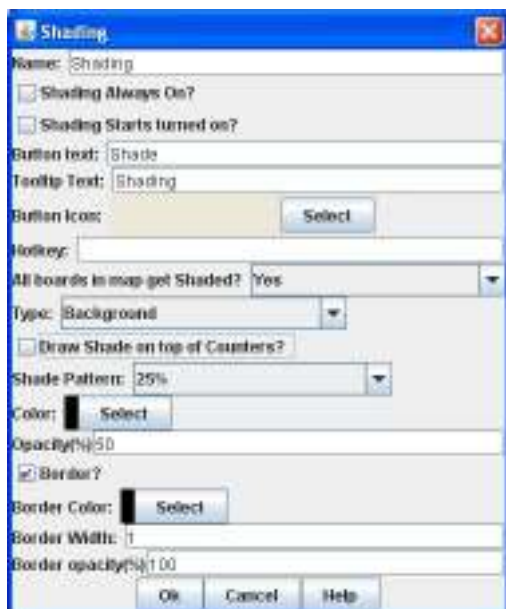 Shading
Name: Shading
Shading Always On?
Shading Starts turned on?
Button text: Shade
Tooltip Text: Shading
Button Icon: Select
Hotkey:
All boards in map get Shaded? Yes
Type: Background
Draw Shade on top of Counters?
Shade Pattern: 25%
Color: Select
Opacity(%) 50
Border?
Border Color: Select
Border Width: 1
Border opacity(%) 100
Ok Cancel Help